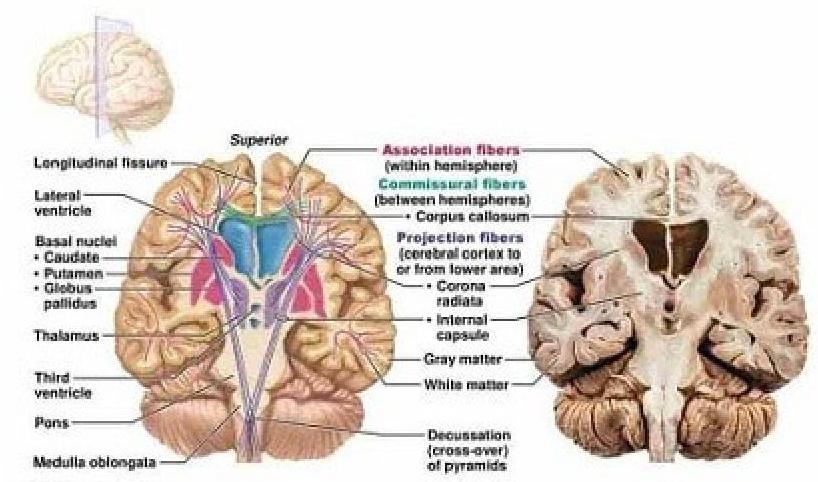 Superior
Longitudinal fissure
Lateral
ventricle
Basal nuclei
• Caudate
• Putamen
• Globus
pallidus
Thalamus
Third
ventricle
Pons
Medulla oblongata
Association fibers
(within hemisphere)
Commissural fibers
(between hemispheres)
• Corpus callosum
Projection fibers
(cerebral cortex to
or from lower area)
• Corona
radiata
• Internal
capsule
Gray matter
White matter
Decussation
(cross-over)
of pyramids